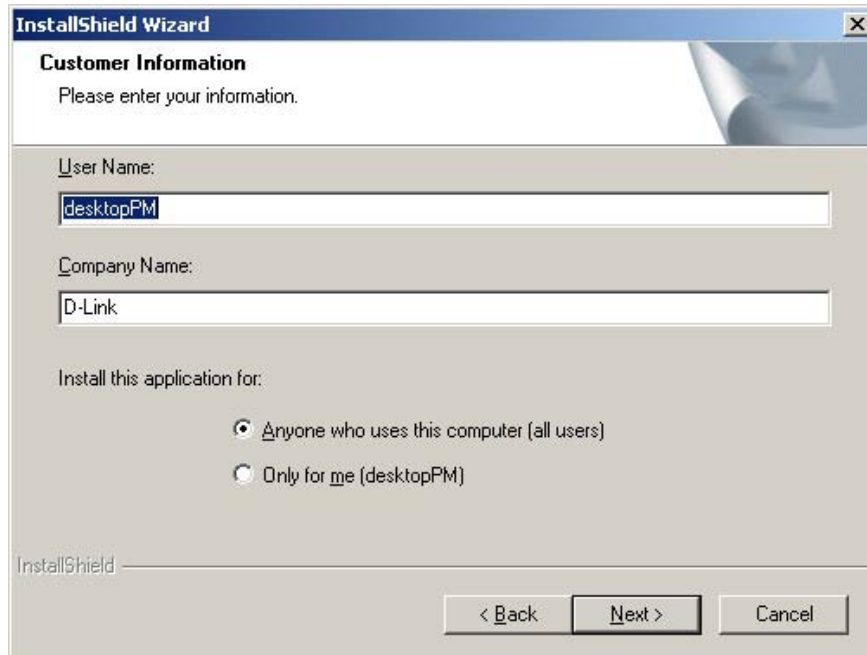 InstallShield Wizard
Customer Information
Please enter your information.
User Name:
desktopPM
Company Name:
D-Link
Install this application for:
Anyone who uses this computer (all users)
Only for me (desktopPM)
InstallShield
< Back Next > Cancel